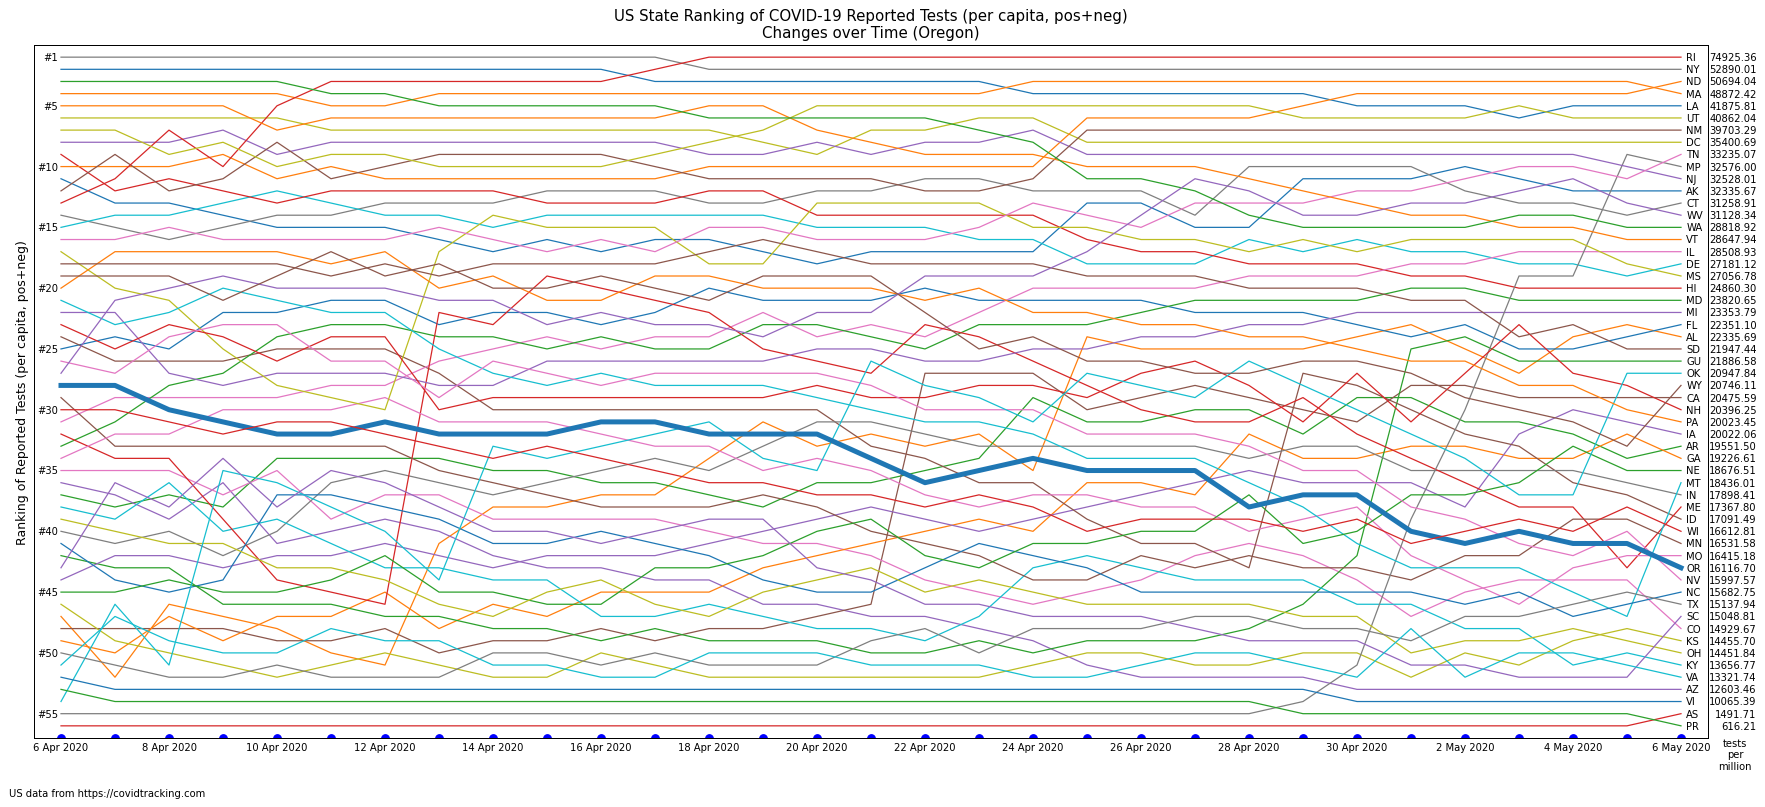 US State Ranking of COVID-19 Reported Tests (per capita, pos+neg)
Changes over Time (Oregon)
Ranking of Reported Tests (per capita, pos+neg)
#1
#5
#10
#15
#20
#25
#30
#35
#40
#45
#50
#55
RI 74925.36
NY 52890.01
ND 50694.04
MA 48872.42
LA 41875.81
UT 40862.04
NM 39703.29
DC 35400.69
TN 33235.07
MP 32576.00
NJ 32528.01
AK 32335.67
CT 31258.91
WV 31128.34
WA 28818.92
VT 28647.94
IL 28508.93
DE 27181.12
MS 27056.78
HI 24860.30
MD 23820.65
MI 23353.79
FL 22351.10
AL 22335.69
SD 21947.44
GU 21886.58
OK 20947.84
WY 20746.11
CA 20475.59
NH 20396.25
PA 20023.45
IA 20022.06
AR 19551.50
GA 19226.61
NE 18676.51
MT 18436.01
IN 17898.41
ME 17367.80
ID 17091.49
WI 16612.81
MN 16531.58
MO 16415.18
OR 16116.70
NV 15997.57
NC 15682.75
TX 15137.94
SC 15048.81
CO 14929.67
KS 14455.70
OH 14451.84
KY 13656.77
VA 13321.74
AZ 12603.46
VI 10065.39
AS 1491.71
PR 616.21
6 Apr 2020 8 Apr 2020 10 Apr 2020 12 Apr 2020 14 Apr 2020 16 Apr 2020 18 Apr 2020 20 Apr 2020 22 Apr 2020 24 Apr 2020 26 Apr 2020 28 Apr 2020 30 Apr 2020 2 May 2020 4 May 2020 6 May 2020
tests
per
million
US data from https://covidtracking.com